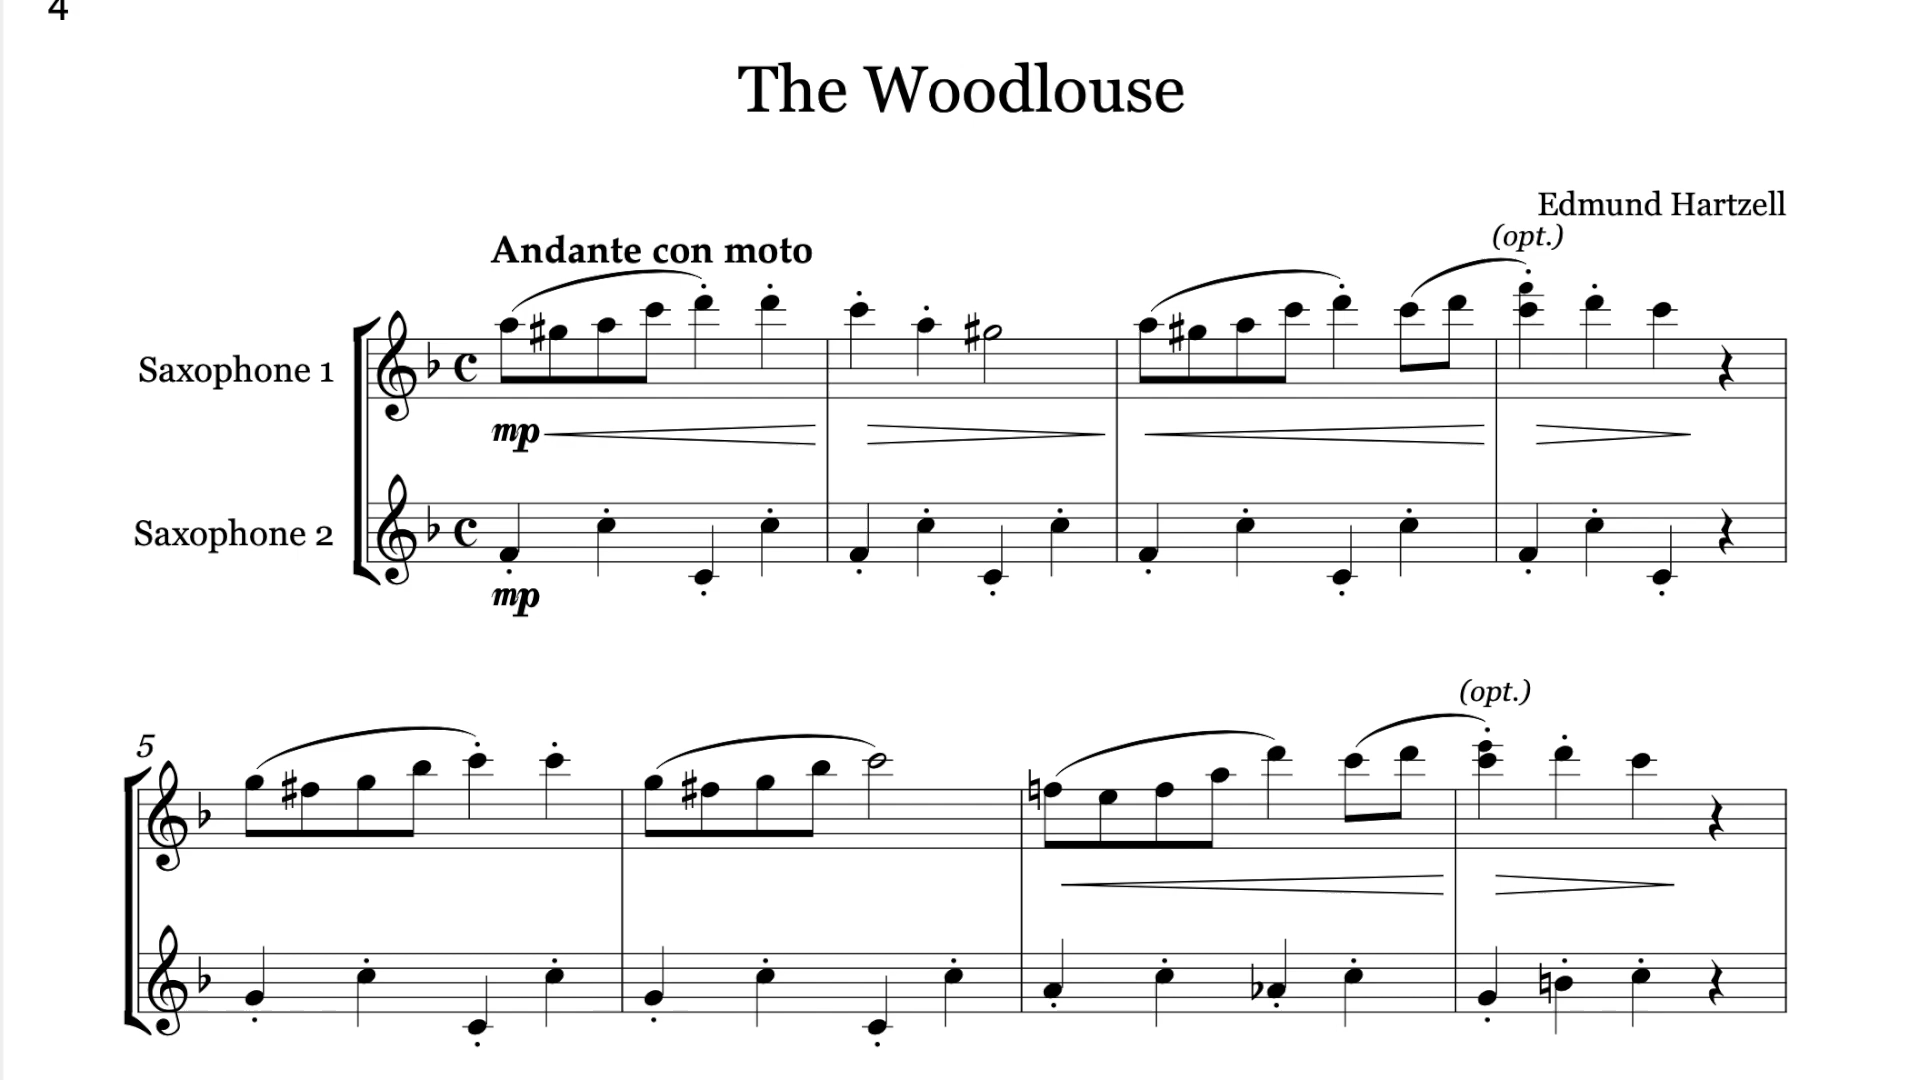 4
The Woodlouse
Edmund Hartzell
Andante con moto
(opt.)
Saxophone 1
mp
Saxophone 2
mp
(opt.)
5